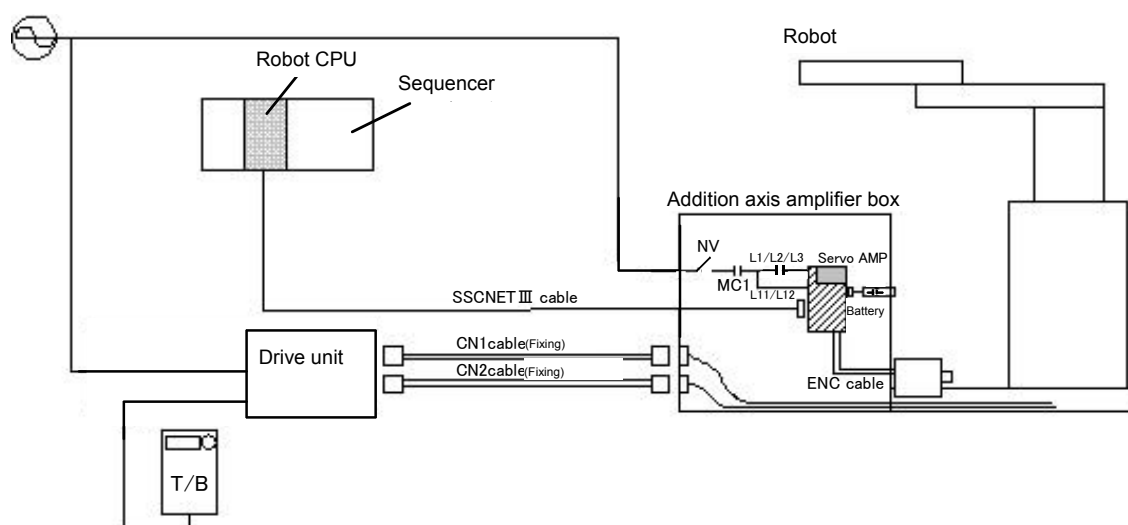 Robot
Robot CPU
Sequencer
Addition axis amplifier box
NV
L1/L2/L3
Servo AMP
MC1
L11/L12
Battery
SSCNETⅢ cable
CN1cable(Fixing)
Drive unit
CN2cable(Fixing)
ENC cable
T/B